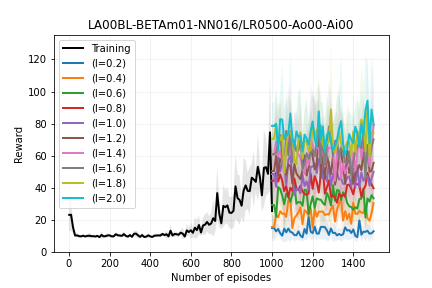 LA00BL-BETAm01-NN016/LR0500-Ao00-Ai00
Reward
120
100
80
60
40
20
0
Training
(l=0.2)
(l=0.4)
(l=0.6)
(l=0.8)
(l=1.0)
(l=1.2)
(l=1.4)
(l=1.6)
(l=1.8)
(l=2.0)
0 200 400 600 800 1000 1200 1400
Number of episodes